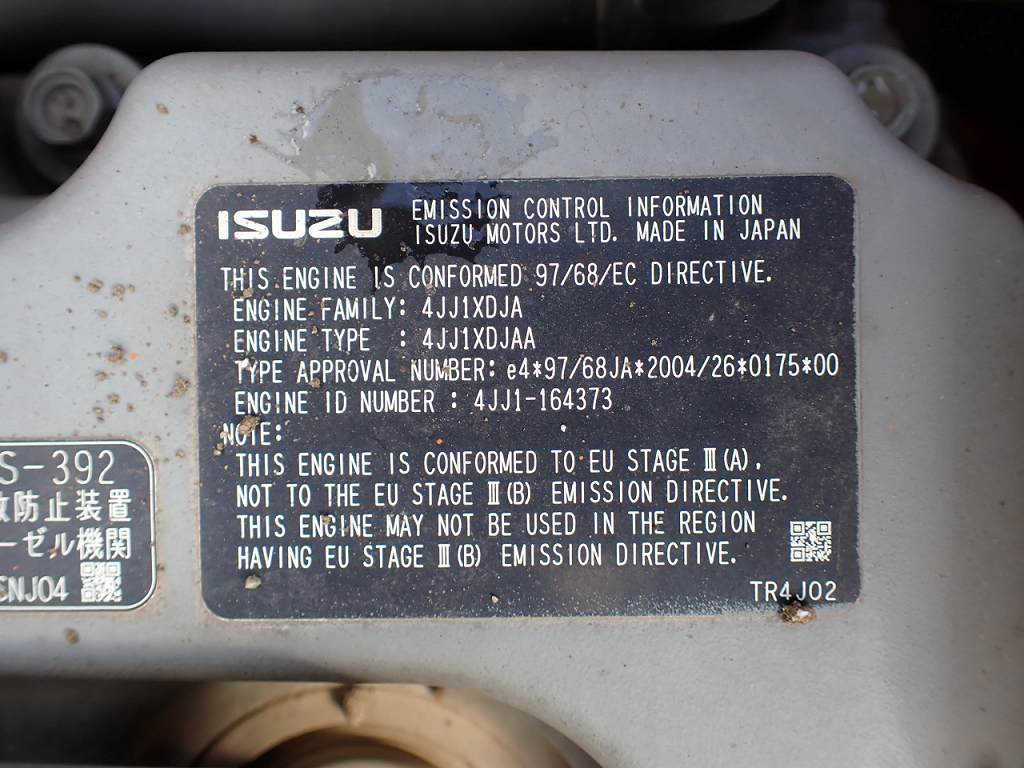 ISUZU EMISSION CONTROL INFORMATION
ISUZU MOTORS LTD. MADE IN JAPAN
THIS ENGINE IS CONFORMED 97/68/EC DIRECTIVE.
ENGINE FAMILY: 4JJ1XDJA
ENGINE TYPE : 4JJ1XDJAA
TYPE APPROVAL NUMBER: e4*97/68JA*2004/26*0175*00
ENGINE ID NUMBER : 4JJ1-164373
NOTE:
THIS ENGINE IS CONFORMED TO EU STAGE Ⅲ(A).
NOT TO THE EU STAGE Ⅲ(B) EMISSION DIRECTIVE.
THIS ENGINE MAY NOT BE USED IN THE REGION
HAVING EU STAGE Ⅲ(B) EMISSION DIRECTIVE.
TR4J02
S-392
防止装置
ーゼル機関
NJ04